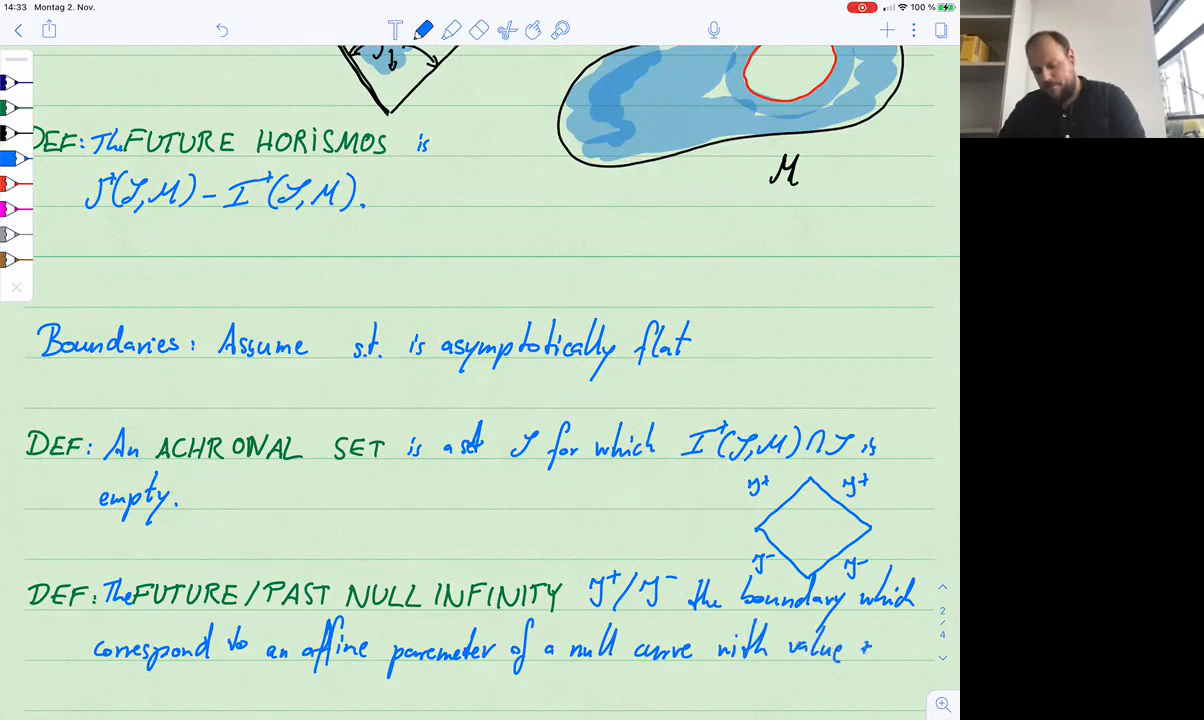 14:33 Montag 2. Nov.
100 %
DEF: The FUTURE HORISMOS is
J⁺(S,M) – I⁺(S,M).
M
Boundaries: Assume s.t. is asymptotically flat
DEF: An ACHRONAL SET is a set S for which I⁺(S,M)∩S is
empty.
DEF: The FUTURE/PAST NULL INFINITY I⁺/I⁻ the boundary which
correspond to an affine paremeter of a null curve with value +
I⁺ I⁺
I⁻ I⁻
2
/
4